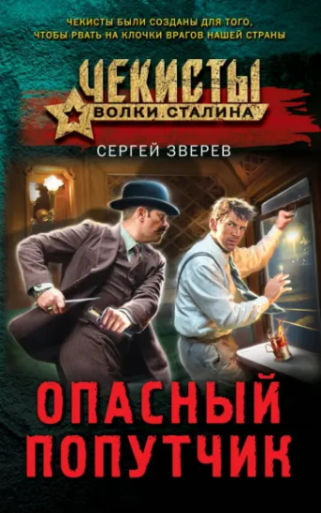 ЧЕКИСТЫ БЫЛИ СОЗДАНЫ ДЛЯ ТОГО,
ЧТОБЫ РВАТЬ НА КЛОЧКИ ВРАГОВ НАШЕЙ СТРАНЫ
ЧЕКИСТЫ
ВОЛКИ СТАЛИНА
СЕРГЕЙ ЗВЕРЕВ
ОПАСНЫЙ
ПОПУТЧИК